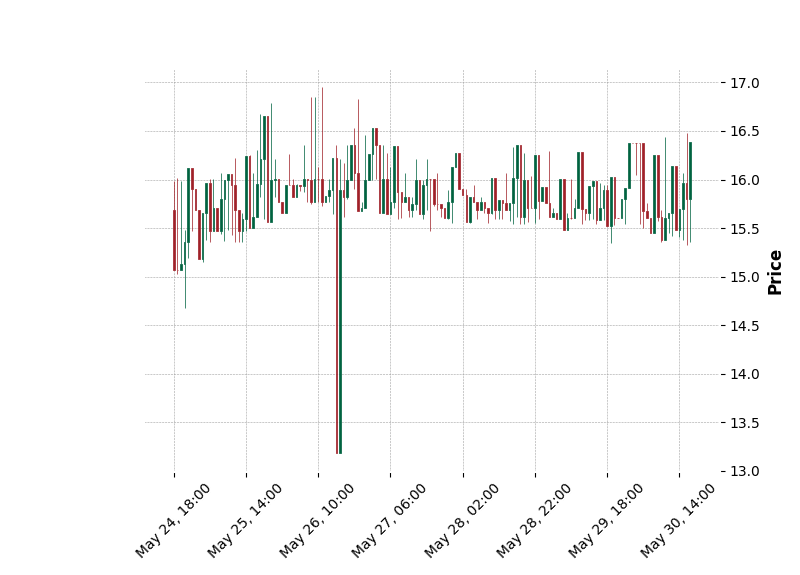 17.0
16.5
16.0
15.5
15.0
14.5
14.0
13.5
13.0
Price
May 24, 18:00
May 25, 14:00
May 26, 10:00
May 27, 06:00
May 28, 02:00
May 28, 22:00
May 29, 18:00
May 30, 14:00